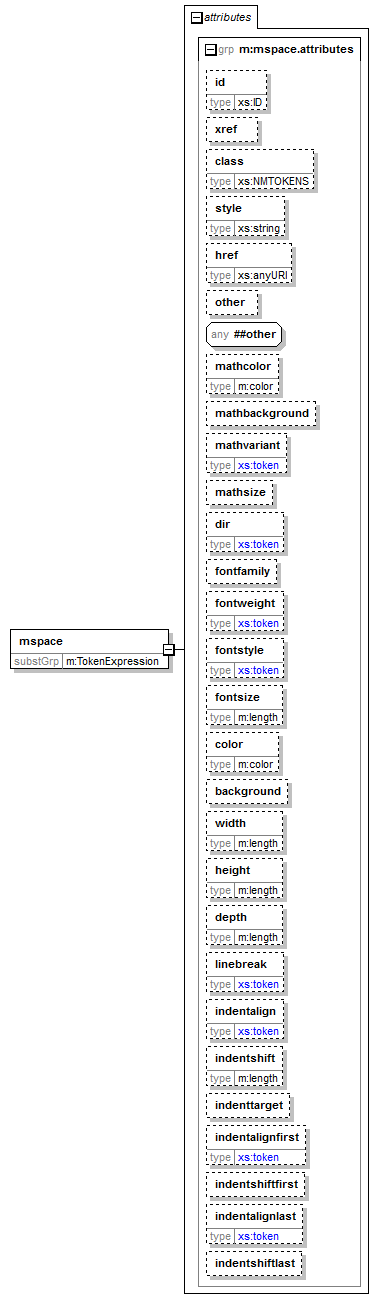 attributes
grp m:mspace.attributes
id
type xs:ID
xref
class
type xs:NMTOKENS
style
type xs:string
href
type xs:anyURI
other
any ##other
mathcolor
type m:color
mathbackground
mathvariant
type xs:token
mathsize
dir
type xs:token
fontfamily
fontweight
type xs:token
fontstyle
type xs:token
mspace
substGrp m:TokenExpression
fontsize
type m:length
color
type m:color
background
width
type m:length
height
type m:length
depth
type m:length
linebreak
type xs:token
indentalign
type xs:token
indentshift
type m:length
indenttarget
indentalignfirst
type xs:token
indentshiftfirst
indentalignlast
type xs:token
indentshiftlast